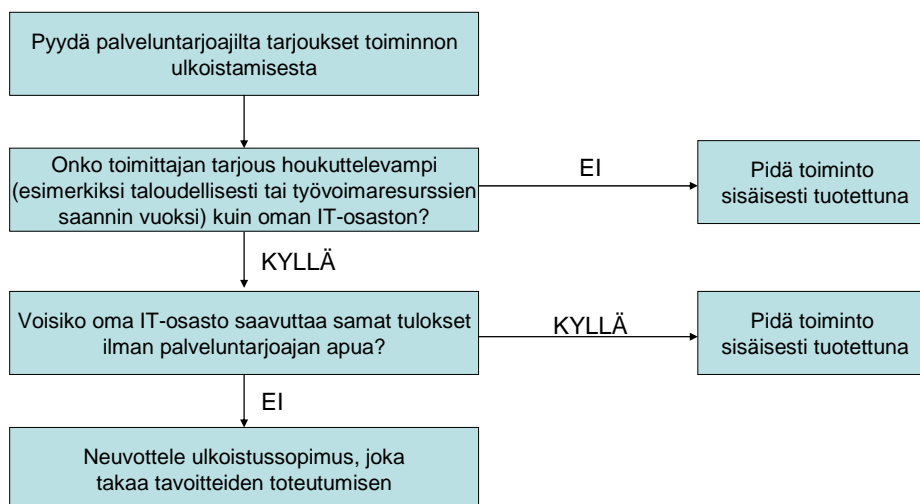 Pyydä palveluntarjoajilta tarjoukset toiminnon
ulkoistamisesta
Onko toimittajan tarjous houkuttelevampi
(esimerkiksi taloudellisesti tai työvoimaresurssien
saannin vuoksi) kuin oman IT-osaston?
EI
Pidä toiminto
sisäisesti tuotettuna
KYLLÄ
Voisiko oma IT-osasto saavuttaa samat tulokset
ilman palveluntarjoajan apua?
KYLLÄ
Pidä toiminto
sisäisesti tuotettuna
EI
Neuvottele ulkoistussopimus, joka
takaa tavoitteiden toteutumisen